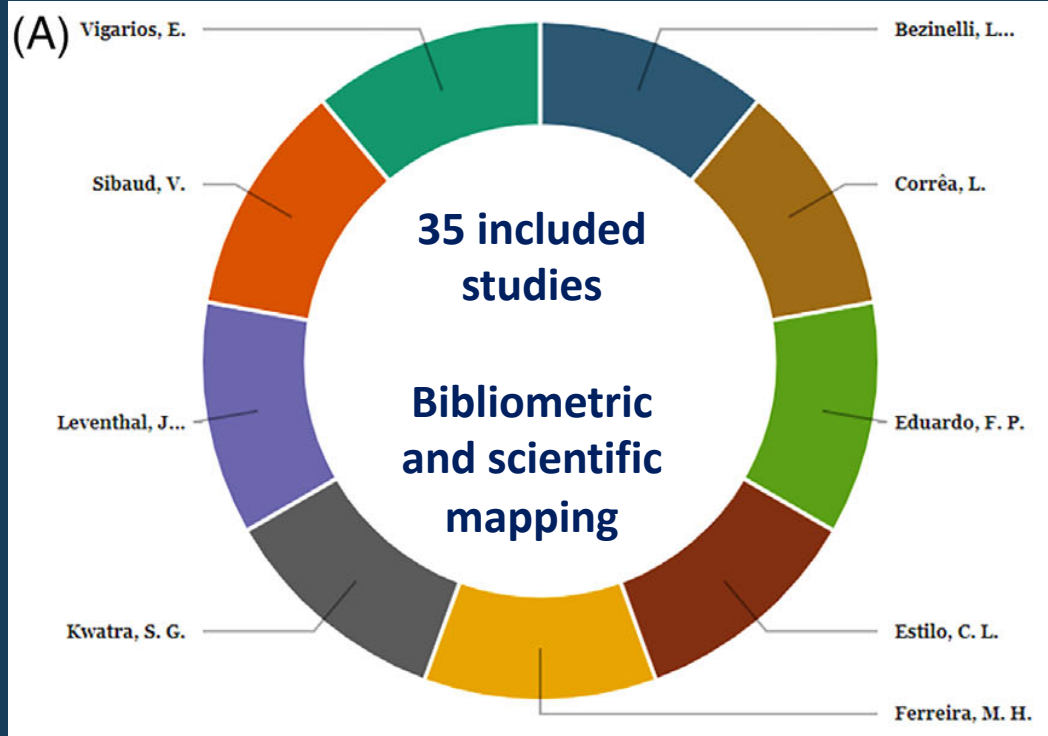 (A)
Vigarios, E.
Bezinelli, L...
Sibaud, V.
Corrêa, L.
35 included
studies
Bibliometric
and scientific
mapping
Leventhal, J...
Eduardo, F. P.
Kwatra, S. G.
Estilo, C. L.
Ferreira, M. H.